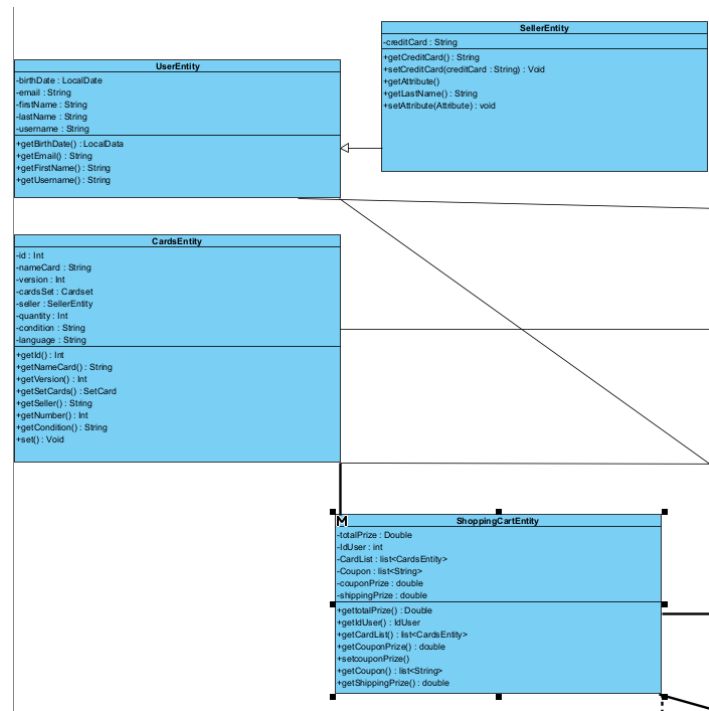 SellerEntity
-creditCard : String
+getCreditCard() : String
+setCreditCard(creditCard : String) : Void
+getAttribute()
+getLastName() : String
+setAttribute(Attribute) : void
UserEntity
-birthDate : LocalDate
-email : String
-firstName : String
-lastName : String
-username : String
+getBirthDate() : LocalData
+getEmail() : String
+getFirstName() : String
+getUsername() : String
CardsEntity
-id : Int
-nameCard : String
-version : Int
-cardsSet : Cardset
-seller : SellerEntity
-quantity : Int
-condition : String
-language : String
+getId() : Int
+getNameCard() : String
+getVersion() : Int
+getSetCards() : SetCard
+getSeller() : String
+getNumber() : Int
+getCondition() : String
+set() : Void
M
ShoppingCartEntity
-totalPrize : Double
-IdUser : int
-CardList : list<CardsEntity>
-Coupon : list<String>
-couponPrize : double
-shippingPrize : double
+gettotalPrize() : Double
+getIdUser() : IdUser
+getCardList() : list<CardsEntity>
+getCouponPrize() : double
+setcouponPrize()
+getCoupon() : list<String>
+getShippingPrize() : double